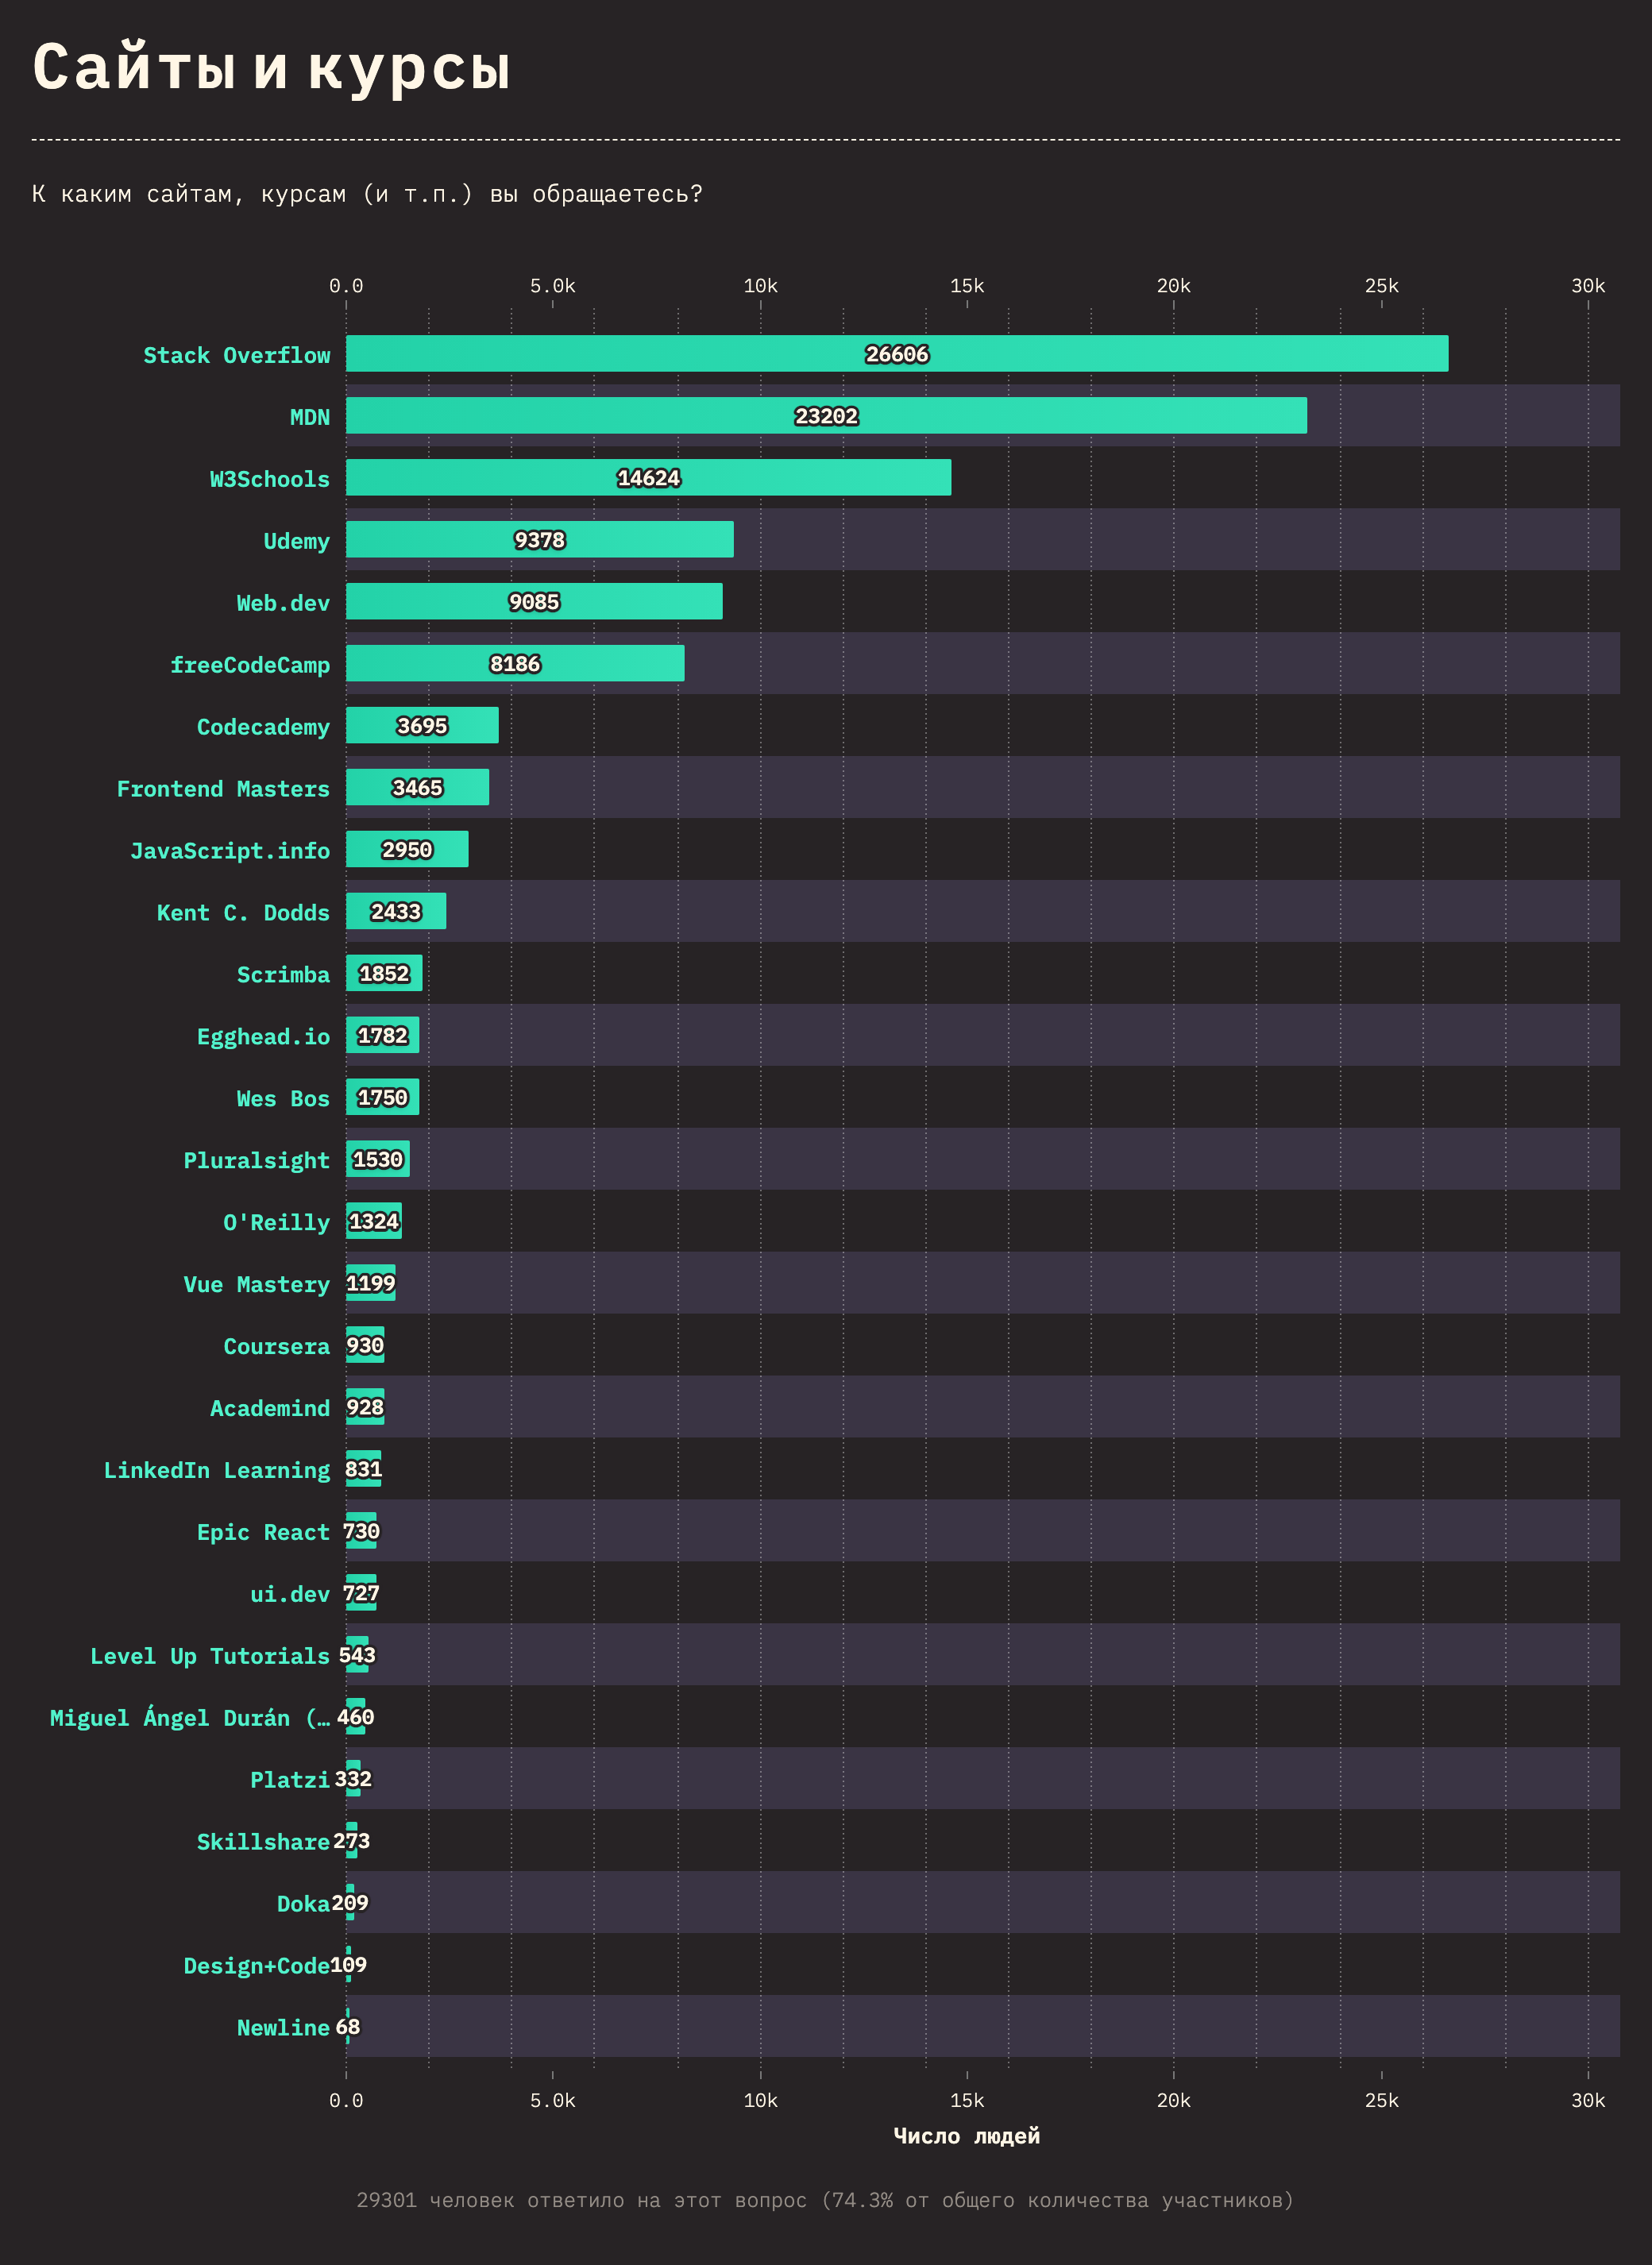 Сайты и курсы
К каким сайтам, курсам (и т.п.) вы обращаетесь?
0.0 5.0k 10k 15k 20k 25k 30k
Stack Overflow 26606
MDN 23202
W3Schools 14624
Udemy 9378
Web.dev 9085
freeCodeCamp 8186
Codecademy 3695
Frontend Masters 3465
JavaScript.info 2950
Kent C. Dodds 2433
Scrimba 1852
Egghead.io 1782
Wes Bos 1750
Pluralsight 1530
O'Reilly 1324
Vue Mastery 1199
Coursera 930
Academind 928
LinkedIn Learning 831
Epic React 730
ui.dev 727
Level Up Tutorials 543
Miguel Ángel Durán (… 460
Platzi 332
Skillshare 273
Doka 209
Design+Code 109
Newline 68
0.0 5.0k 10k 15k 20k 25k 30k
Число людей
29301 человек ответило на этот вопрос (74.3% от общего количества участников)